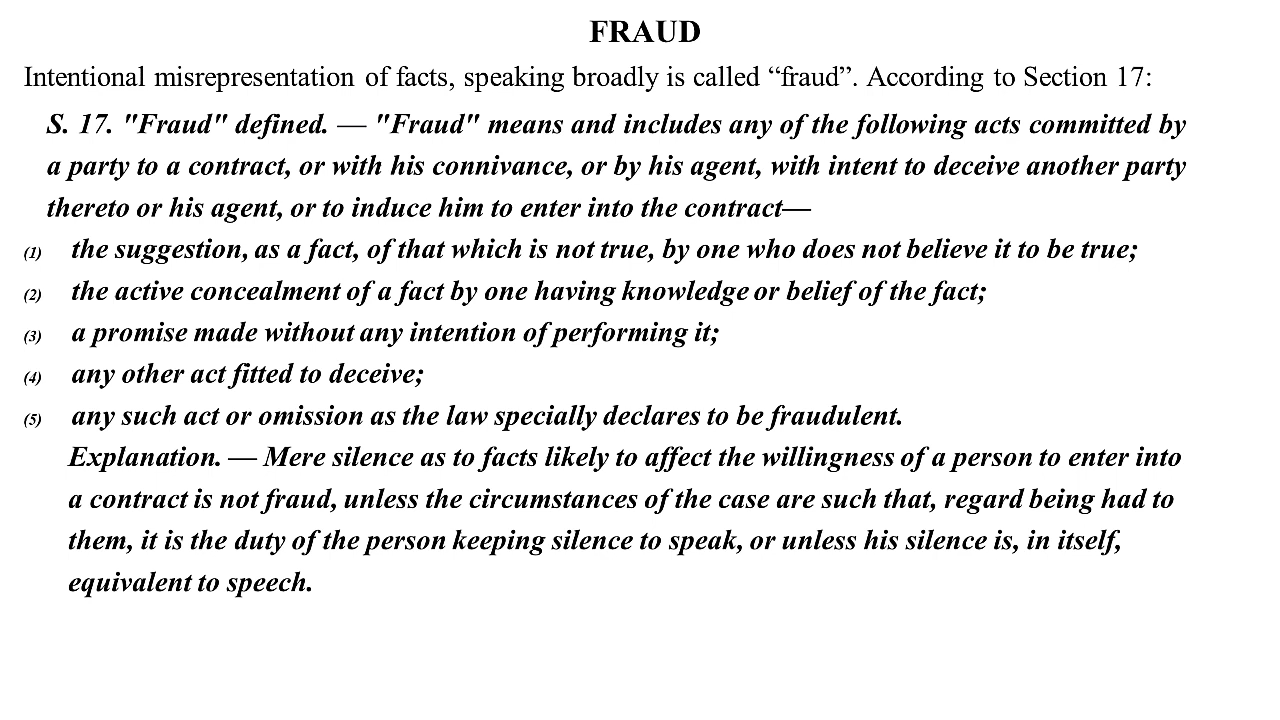 FRAUD
Intentional misrepresentation of facts, speaking broadly is called “fraud”. According to Section 17:
S. 17. "Fraud" defined. — "Fraud" means and includes any of the following acts committed by
a party to a contract, or with his connivance, or by his agent, with intent to deceive another party
thereto or his agent, or to induce him to enter into the contract—
(1) the suggestion, as a fact, of that which is not true, by one who does not believe it to be true;
(2) the active concealment of a fact by one having knowledge or belief of the fact;
(3) a promise made without any intention of performing it;
(4) any other act fitted to deceive;
(5) any such act or omission as the law specially declares to be fraudulent.
Explanation. — Mere silence as to facts likely to affect the willingness of a person to enter into
a contract is not fraud, unless the circumstances of the case are such that, regard being had to
them, it is the duty of the person keeping silence to speak, or unless his silence is, in itself,
equivalent to speech.